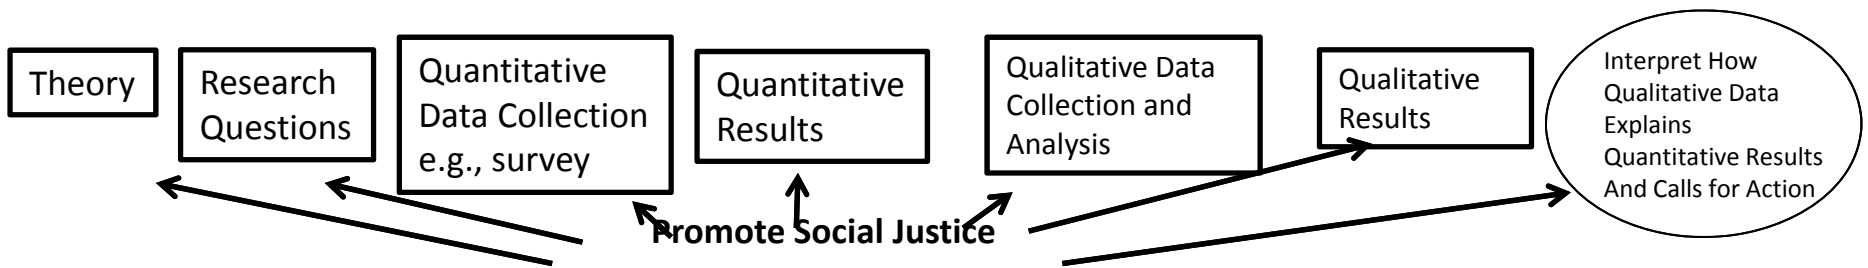 Theory
Research
Questions
Quantitative
Data Collection
e.g., survey
Quantitative
Results
Qualitative Data
Collection and
Analysis
Qualitative
Results
Interpret How
Qualitative Data
Explains
Quantitative Results
And Calls for Action
Promote Social Justice